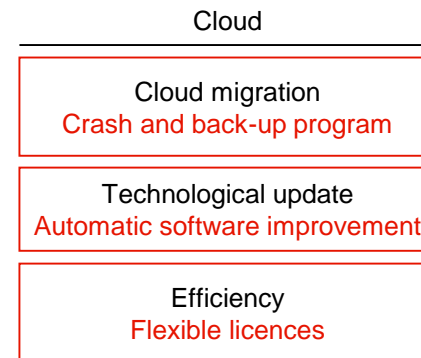 Cloud
Cloud migration
Crash and back-up program
Technological update
Automatic software improvement
Efficiency
Flexible licences